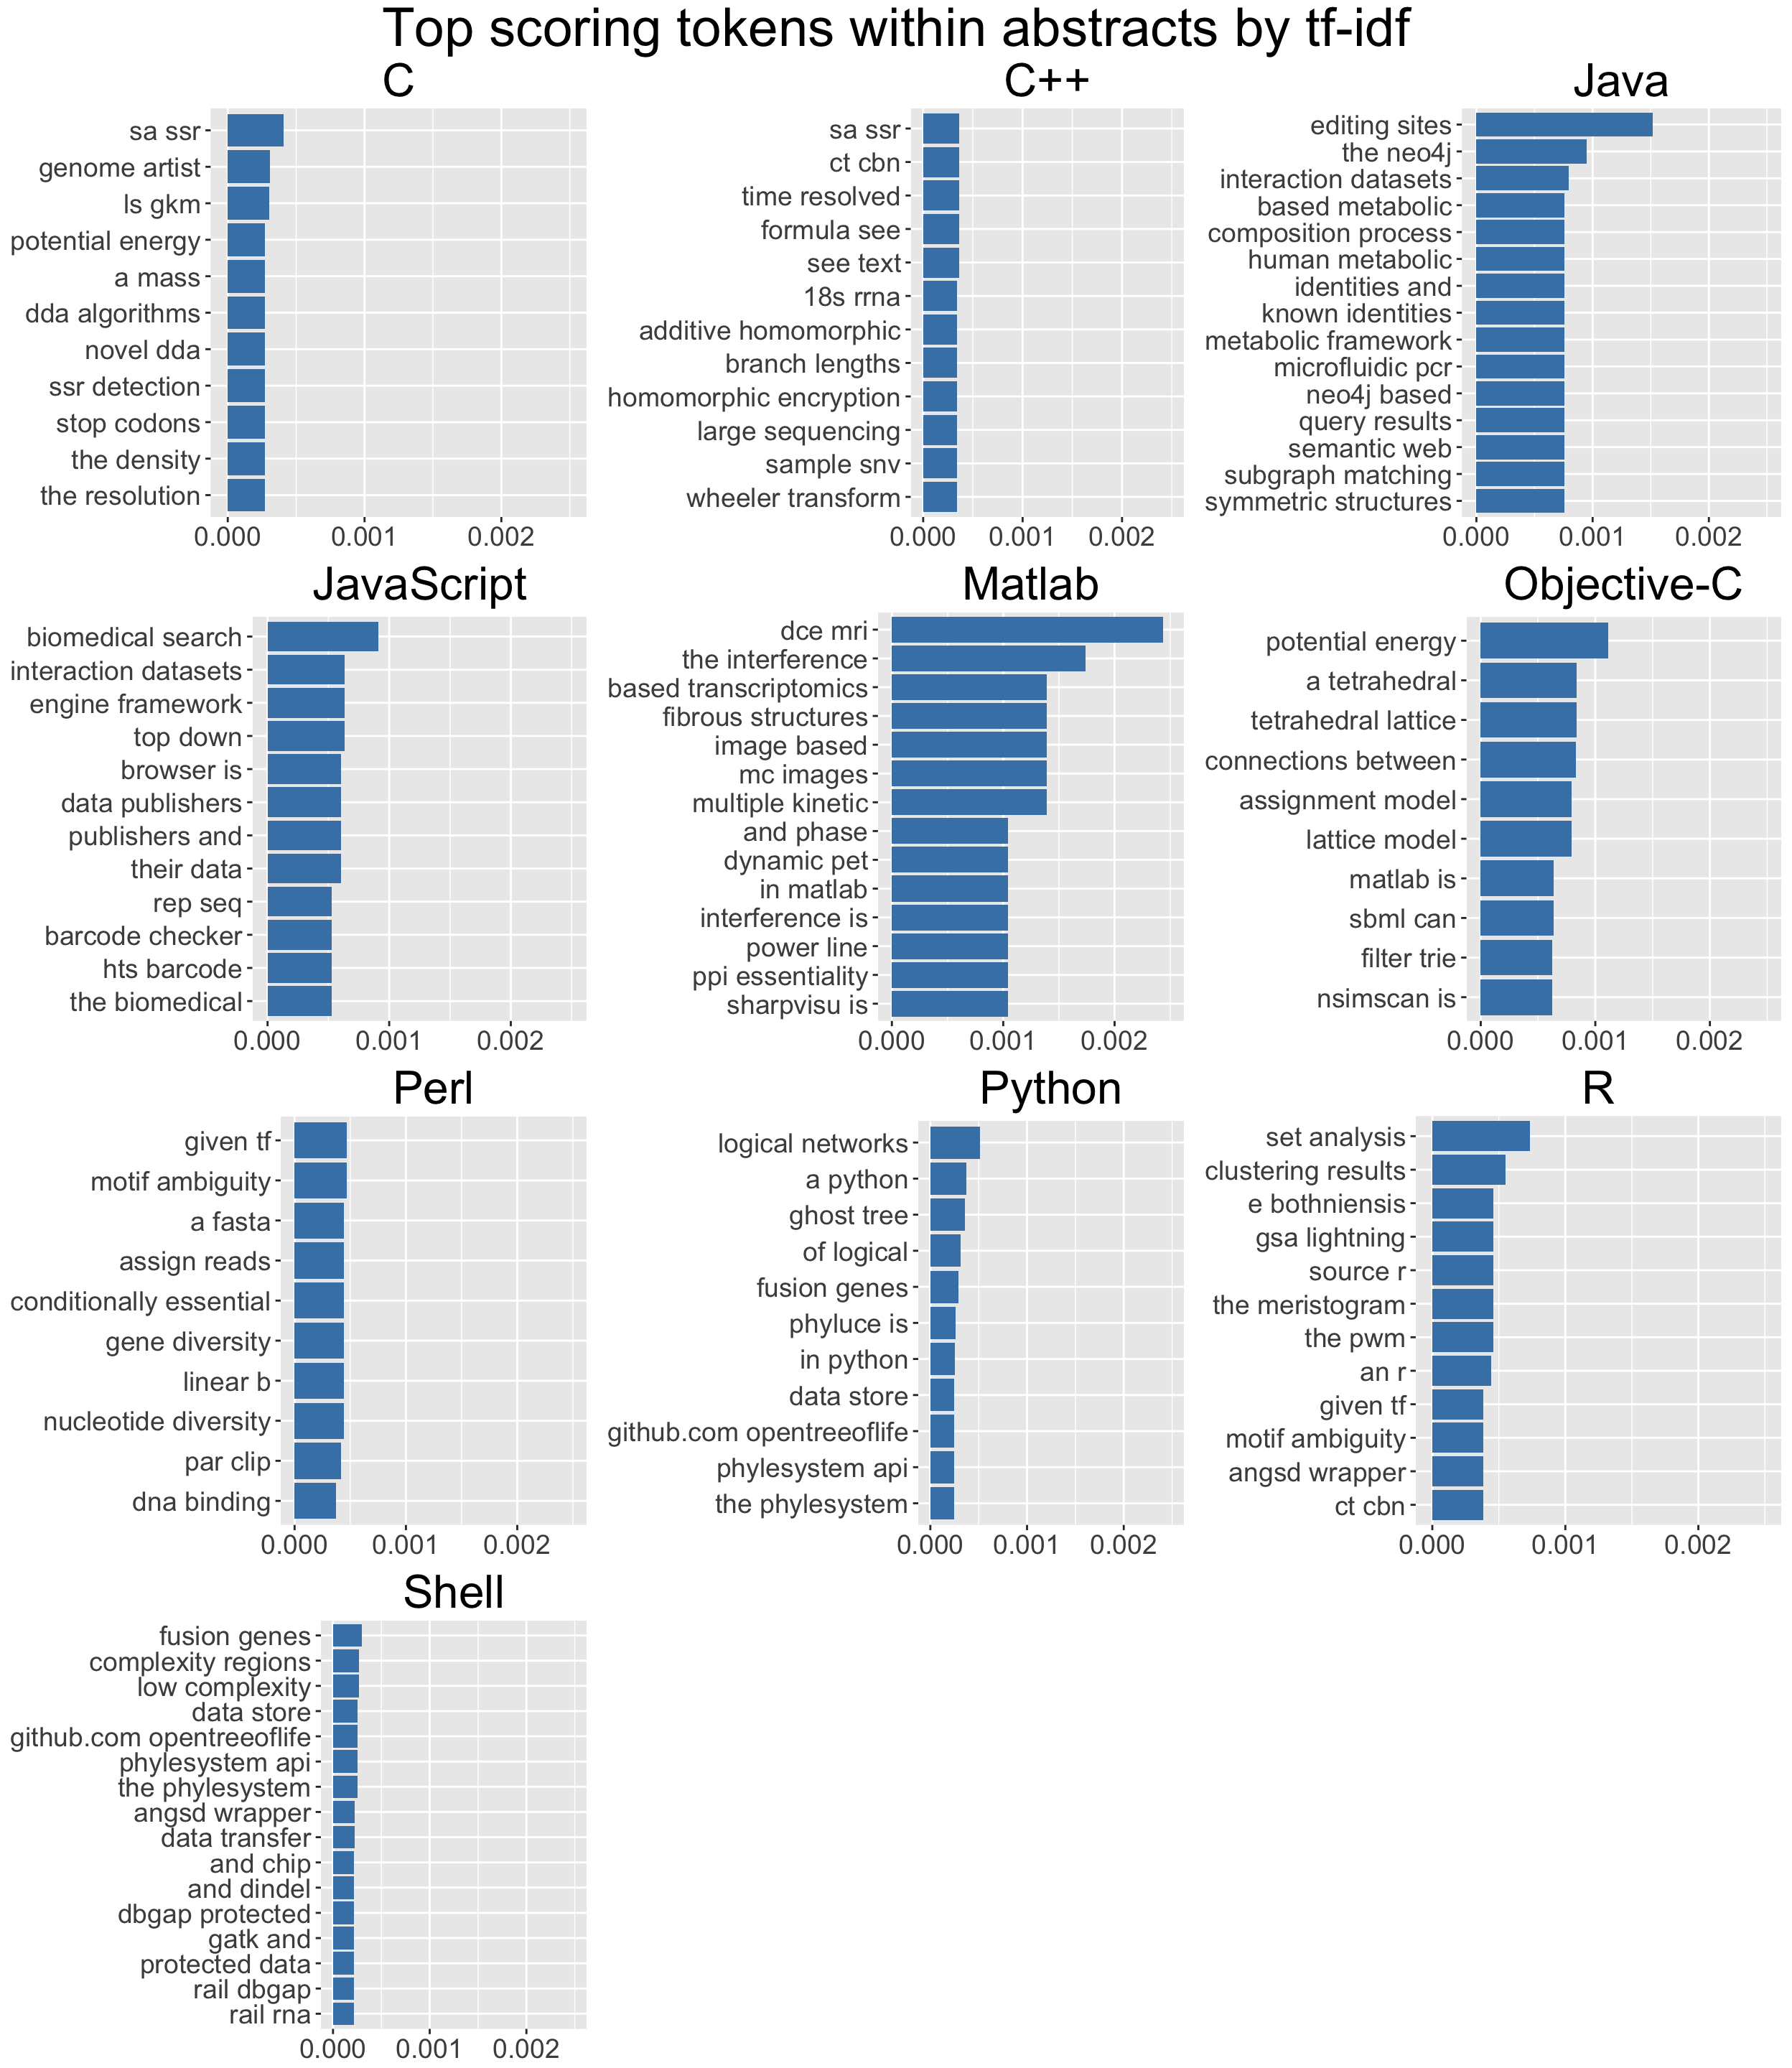 Top scoring tokens within abstracts by tf-idf
C
sa ssr
genome artist
ls gkm
potential energy
a mass
dda algorithms
novel dda
ssr detection
stop codons
the density
the resolution
0.000 0.001 0.002
C++
sa ssr
ct cbn
time resolved
formula see
see text
18s rrna
additive homomorphic
branch lengths
homomorphic encryption
large sequencing
sample snv
wheeler transform
0.000 0.001 0.002
Java
editing sites
the neo4j
interaction datasets
based metabolic
composition process
human metabolic
identities and
known identities
metabolic framework
microfluidic pcr
neo4j based
query results
semantic web
subgraph matching
symmetric structures
0.000 0.001 0.002
JavaScript
biomedical search
interaction datasets
engine framework
top down
browser is
data publishers
publishers and
their data
rep seq
barcode checker
hts barcode
the biomedical
0.000 0.001 0.002
Matlab
dce mri
the interference
based transcriptomics
fibrous structures
image based
mc images
multiple kinetic
and phase
dynamic pet
in matlab
interference is
power line
ppi essentiality
sharpvisu is
0.000 0.001 0.002
Objective-C
potential energy
a tetrahedral
tetrahedral lattice
connections between
assignment model
lattice model
matlab is
sbml can
filter trie
nsimscan is
0.000 0.001 0.002
Perl
given tf
motif ambiguity
a fasta
assign reads
conditionally essential
gene diversity
linear b
nucleotide diversity
par clip
dna binding
0.000 0.001 0.002
Python
logical networks
a python
ghost tree
of logical
fusion genes
phyluce is
in python
data store
github.com opentreeoflife
phylesystem api
the phylesystem
0.000 0.001 0.002
R
set analysis
clustering results
e bothniensis
gsa lightning
source r
the meristogram
the pwm
an r
given tf
motif ambiguity
angsd wrapper
ct cbn
0.000 0.001 0.002
Shell
fusion genes
complexity regions
low complexity
data store
github.com opentreeoflife
phylesystem api
the phylesystem
angsd wrapper
data transfer
and chip
and dindel
dbgap protected
gatk and
protected data
rail dbgap
rail rna
0.000 0.001 0.002